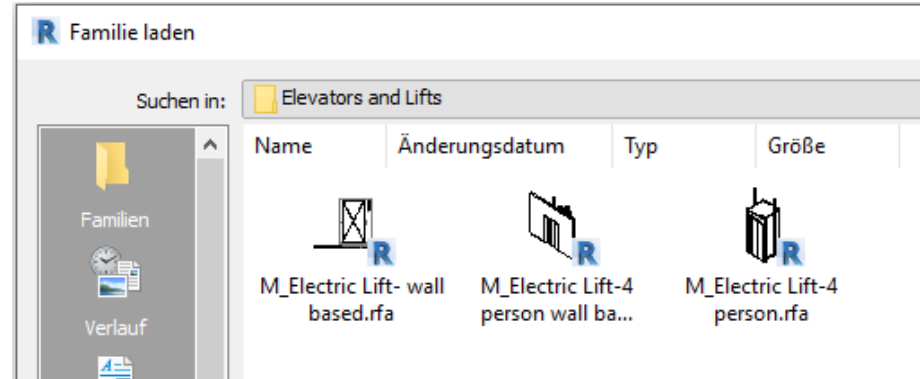 Familie laden
Suchen in:
Elevators and Lifts
Name Änderungsdatum Typ Größe
Familien
Verlauf
M_Electric Lift- wall
based.rfa
M_Electric Lift-4
person wall ba...
M_Electric Lift-4
person.rfa